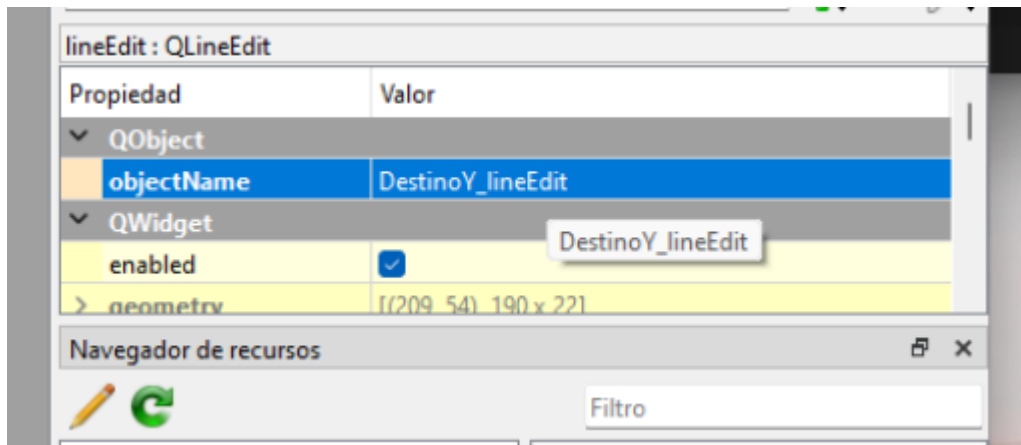 lineEdit : QLineEdit
Propiedad Valor
QObject
objectName DestinoY_lineEdit
QWidget
DestinoY_lineEdit
enabled
geometry [(209, 54), 190 x 22]
Navegador de recursos
Filtro